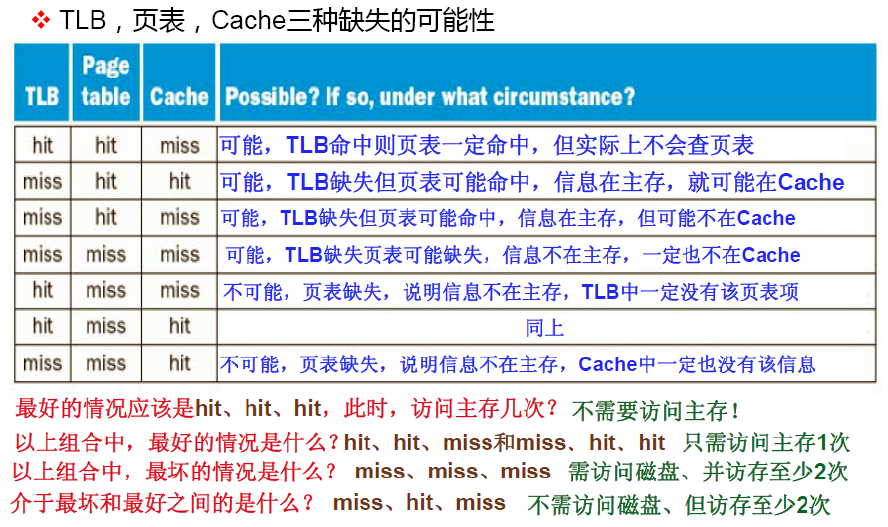 ❖ TLB，页表，Cache三种缺失的可能性
TLB Page table Cache Possible? If so, under what circumstance?
hit hit miss 可能，TLB命中则页表一定命中，但实际上不会查页表
miss hit hit 可能，TLB缺失但页表可能命中，信息在主存，就可能在Cache
miss hit miss 可能，TLB缺失但页表可能命中，信息在主存，但可能不在Cache
miss miss miss 可能，TLB缺失页表可能缺失，信息不在主存，一定也不在Cache
hit miss miss 不可能，页表缺失，说明信息不在主存，TLB中一定没有该页表项
hit miss hit 同上
miss miss hit 不可能，页表缺失，说明信息不在主存，Cache中一定也没有该信息
最好的情况应该是hit、hit、hit，此时，访问主存几次？ 不需要访问主存！
以上组合中，最好的情况是什么？hit、hit、miss和miss、hit、hit 只需访问主存1次
以上组合中，最坏的情况是什么？ miss、miss、miss 需访问磁盘、并访存至少2次
介于最坏和最好之间的是什么？ miss、hit、miss 不需访问磁盘、但访存至少2次